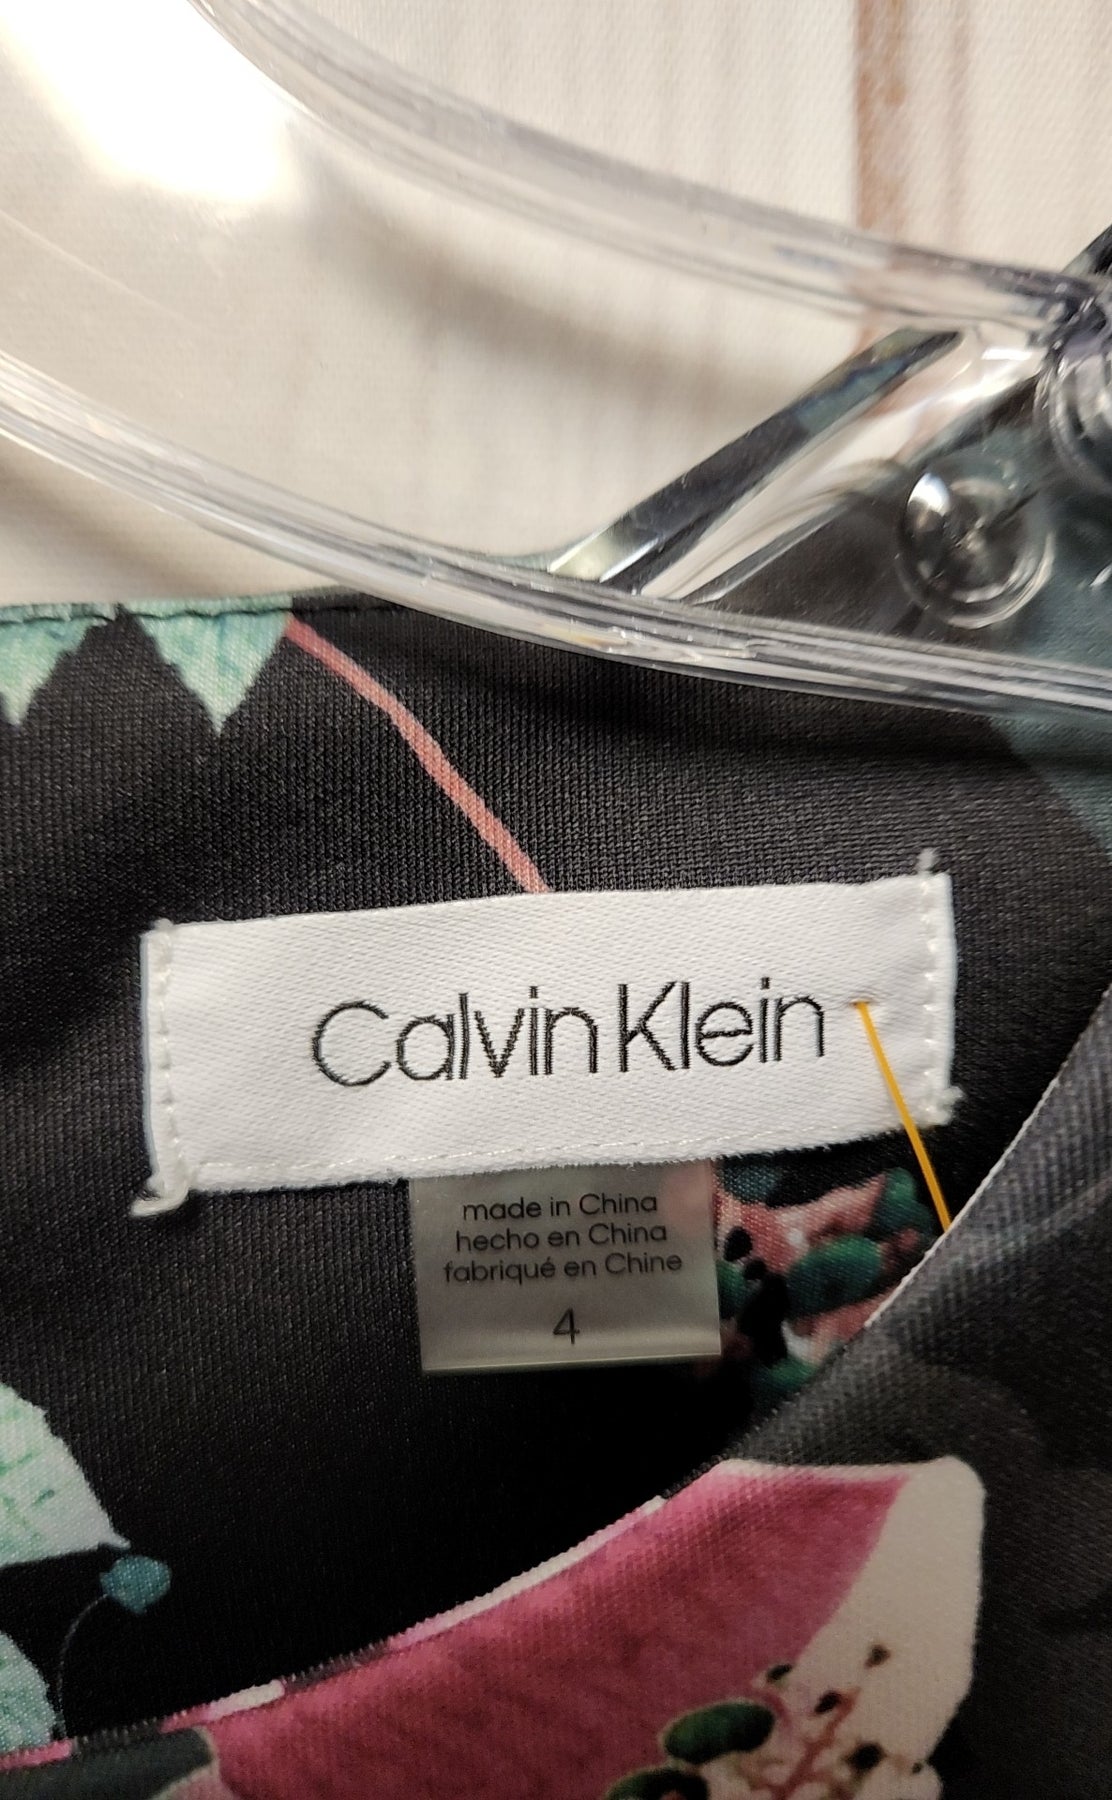 Calvin Klein
made in China
hecho en China
fabriqué en Chine
4